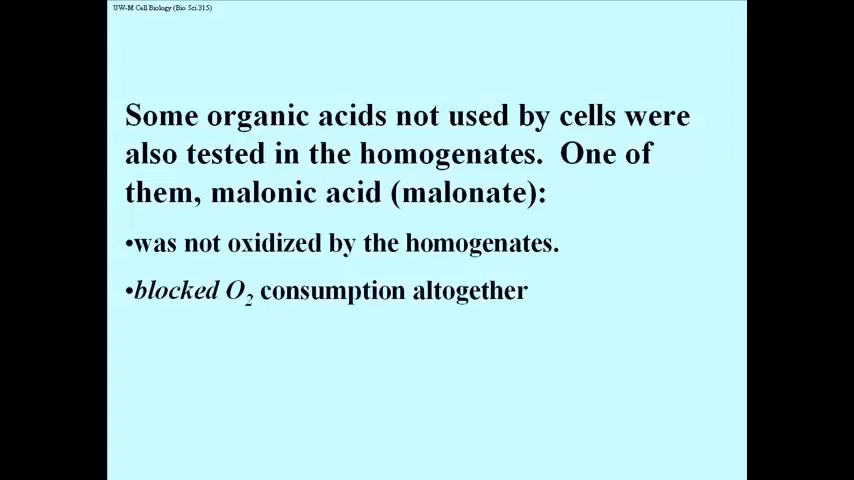 UW-M Cell Biology (Bio Sci 315)
Some organic acids not used by cells were
also tested in the homogenates.  One of
them, malonic acid (malonate):
•was not oxidized by the homogenates.
•blocked O2 consumption altogether